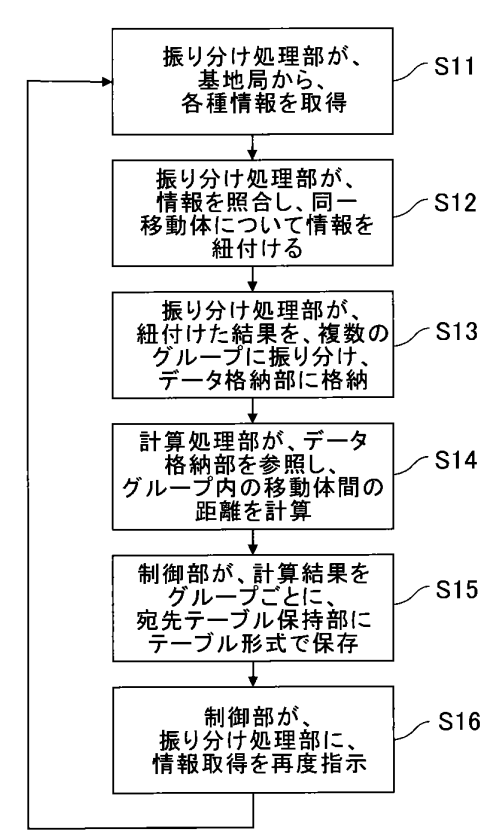 振り分け処理部が、
基地局から、
各種情報を取得
S11
振り分け処理部が、
情報を照合し、同一
移動体について情報を
紐付ける
S12
振り分け処理部が、
紐付けた結果を、複数の
グループに振り分け、
データ格納部に格納
S13
計算処理部が、データ
格納部を参照し、
グループ内の移動体間の
距離を計算
S14
制御部が、計算結果を
グループごとに、
宛先テーブル保持部に
テーブル形式で保存
S15
制御部が、
振り分け処理部に、
情報取得を再度指示
S16